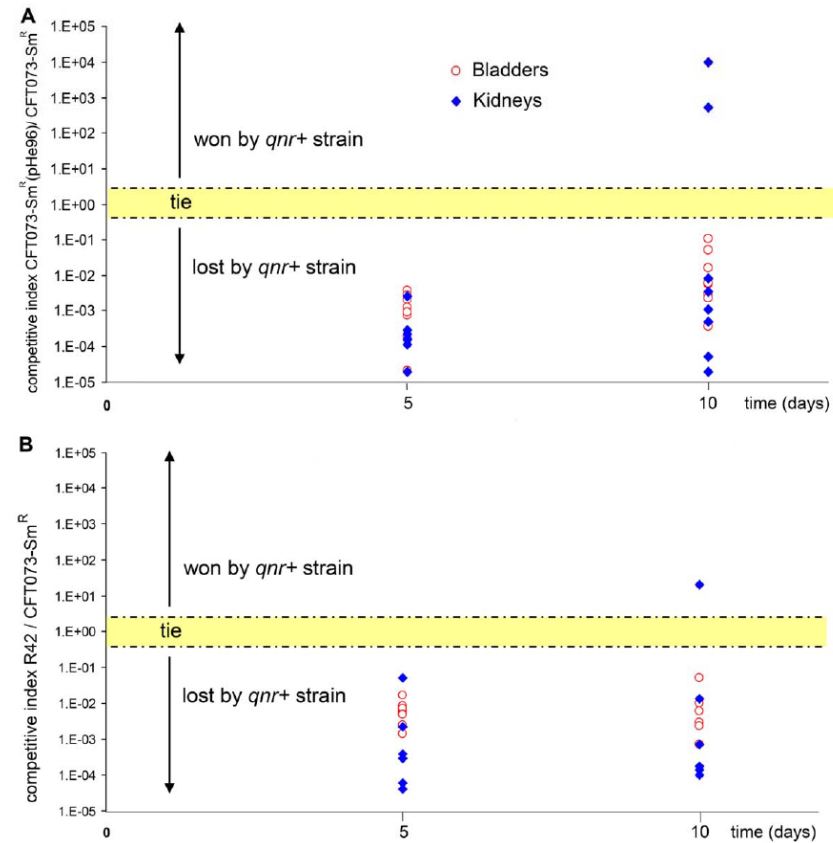 A
competitive index CFT073-Smᴿ(pHe96)/ CFT073-Smᴿ
1.E+05
1.E+04
1.E+03
1.E+02
1.E+01
1.E+00
1.E-01
1.E-02
1.E-03
1.E-04
1.E-05
Bladders
Kidneys
won by qnr+ strain
tie
lost by qnr+ strain
0
5
10
time (days)
B
competitive index R42 / CFT073-Smᴿ
1.E+05
1.E+04
1.E+03
1.E+02
1.E+01
1.E+00
1.E-01
1.E-02
1.E-03
1.E-04
1.E-05
won by qnr+ strain
tie
lost by qnr+ strain
0
5
10
time (days)